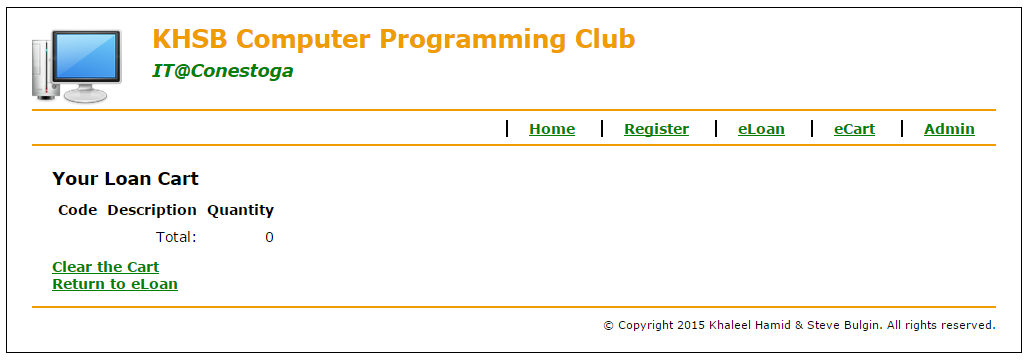 KHSB Computer Programming Club
IT@Conestoga
Home Register eLoan eCart Admin
Your Loan Cart
Code Description Quantity
Total: 0
Clear the Cart
Return to eLoan
© Copyright 2015 Khaleel Hamid & Steve Bulgin. All rights reserved.